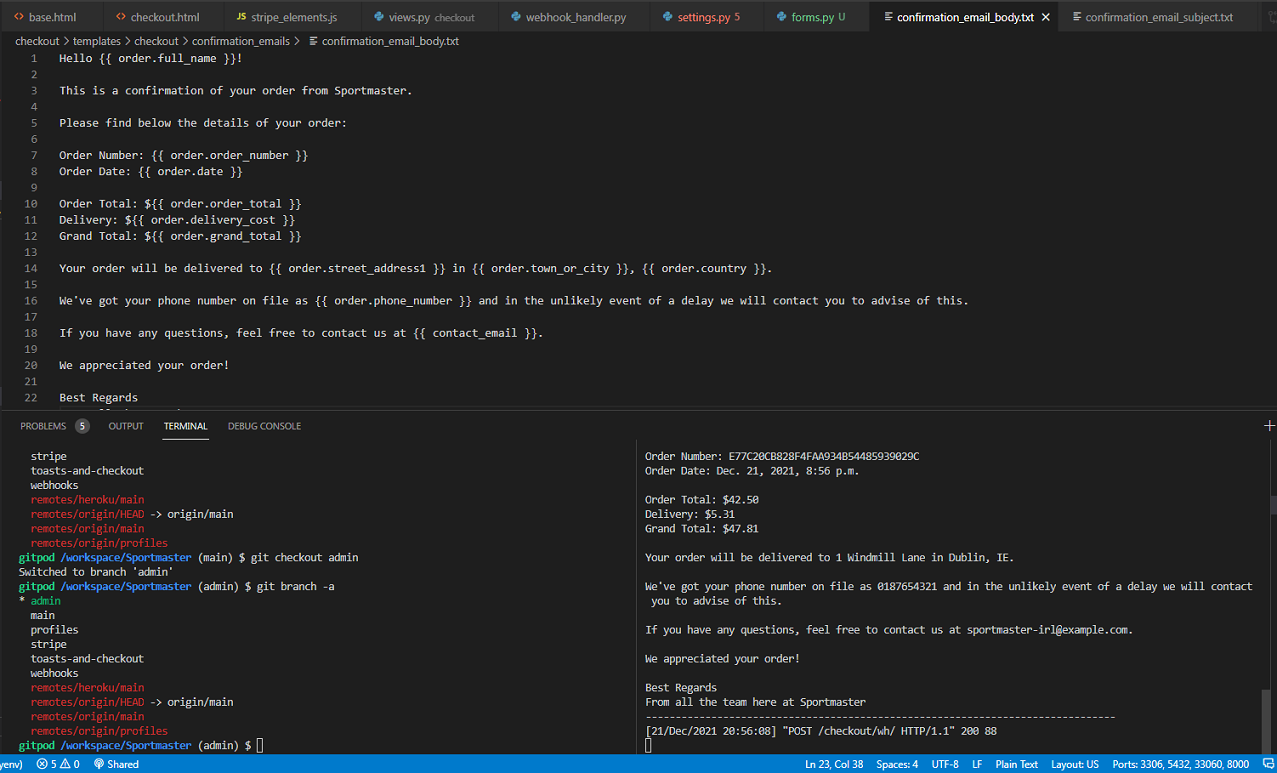 base.html checkout.html JS stripe_elements.js views.py checkout webhook_handler.py settings.py 5 forms.py U confirmation_email_body.txt confirmation_email_subject.txt
checkout > templates > checkout > confirmation_emails > confirmation_email_body.txt
1 Hello {{ order.full_name }}!
2
3 This is a confirmation of your order from Sportmaster.
4
5 Please find below the details of your order:
6
7 Order Number: {{ order.order_number }}
8 Order Date: {{ order.date }}
9
10 Order Total: ${{ order.order_total }}
11 Delivery: ${{ order.delivery_cost }}
12 Grand Total: ${{ order.grand_total }}
13
14 Your order will be delivered to {{ order.street_address1 }} in {{ order.town_or_city }}, {{ order.country }}.
15
16 We've got your phone number on file as {{ order.phone_number }} and in the unlikely event of a delay we will contact you to advise of this.
17
18 If you have any questions, feel free to contact us at {{ contact_email }}.
19
20 We appreciated your order!
21
22 Best Regards
PROBLEMS 5 OUTPUT TERMINAL DEBUG CONSOLE
stripe
toasts-and-checkout
webhooks
remotes/heroku/main
remotes/origin/HEAD -> origin/main
remotes/origin/main
remotes/origin/profiles
gitpod /workspace/Sportmaster (main) $ git checkout admin
Switched to branch 'admin'
gitpod /workspace/Sportmaster (admin) $ git branch -a
* admin
main
profiles
stripe
toasts-and-checkout
webhooks
remotes/heroku/main
remotes/origin/HEAD -> origin/main
remotes/origin/main
remotes/origin/profiles
gitpod /workspace/Sportmaster (admin) $
Order Number: E77C20CB828F4FAA934B54485939029C
Order Date: Dec. 21, 2021, 8:56 p.m.
Order Total: $42.50
Delivery: $5.31
Grand Total: $47.81
Your order will be delivered to 1 Windmill Lane in Dublin, IE.
We've got your phone number on file as 0187654321 and in the unlikely event of a delay we will contact
you to advise of this.
If you have any questions, feel free to contact us at sportmaster-irl@example.com.
We appreciated your order!
Best Regards
From all the team here at Sportmaster
-------------------------------------------------------------------------------
[21/Dec/2021 20:56:08] "POST /checkout/wh/ HTTP/1.1" 200 88
yenv) 5 0 Shared Ln 23, Col 38 Spaces: 4 UTF-8 LF Plain Text Layout: US Ports: 3306, 5432, 33060, 8000